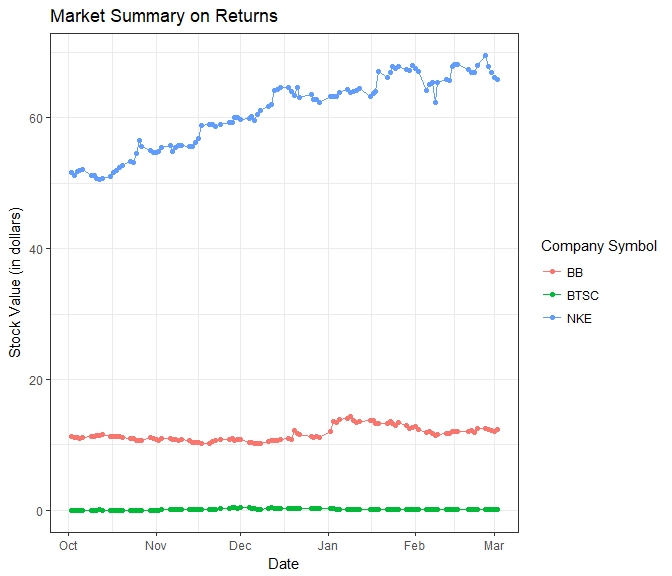 Market Summary on Returns
Stock Value (in dollars)
60
40
20
0
Oct Nov Dec Jan Feb Mar
Date
Company Symbol
BB
BTSC
NKE